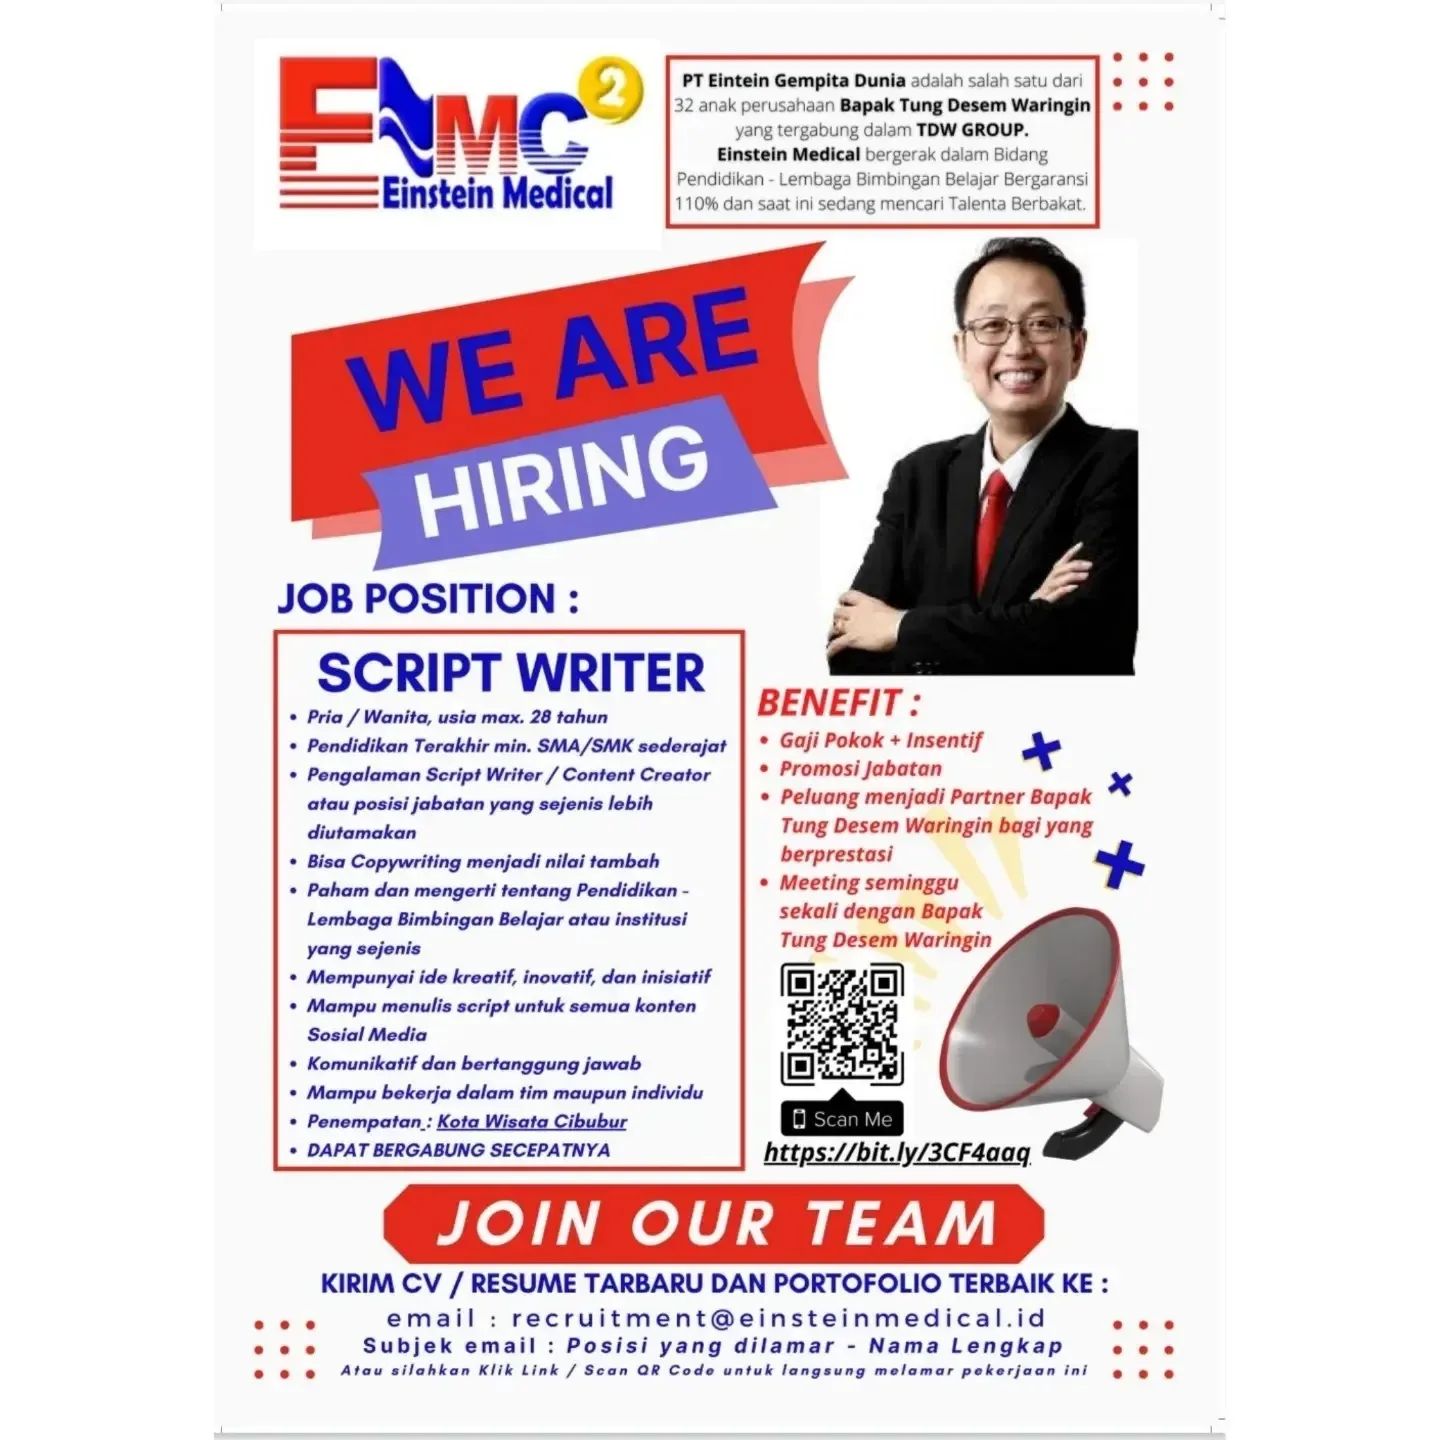 ENMC2
Einstein Medical
PT Eintein Gempita Dunia adalah salah satu dari
32 anak perusahaan Bapak Tung Desem Waringin
yang tergabung dalam TDW GROUP.
Einstein Medical bergerak dalam Bidang
Pendidikan - Lembaga Bimbingan Belajar Bergaransi
110% dan saat ini sedang mencari Talenta Berbakat.
WE ARE
HIRING
JOB POSITION :
SCRIPT WRITER
• Pria / Wanita, usia max. 28 tahun
• Pendidikan Terakhir min. SMA/SMK sederajat
• Pengalaman Script Writer / Content Creator
atau posisi jabatan yang sejenis lebih
diutamakan
• Bisa Copywriting menjadi nilai tambah
• Paham dan mengerti tentang Pendidikan -
Lembaga Bimbingan Belajar atau institusi
yang sejenis
• Mempunyai ide kreatif, inovatif, dan inisiatif
• Mampu menulis script untuk semua konten
Sosial Media
• Komunikatif dan bertanggung jawab
• Mampu bekerja dalam tim maupun individu
• Penempatan : Kota Wisata Cibubur
• DAPAT BERGABUNG SECEPATNYA
BENEFIT :
• Gaji Pokok + Insentif
• Promosi Jabatan
• Peluang menjadi Partner Bapak
Tung Desem Waringin bagi yang
berprestasi
• Meeting seminggu
sekali dengan Bapak
Tung Desem Waringin
Scan Me
https://bit.ly/3CF4aaq
JOIN OUR TEAM
KIRIM CV / RESUME TARBARU DAN PORTOFOLIO TERBAIK KE :
email : recruitment@einsteinmedical.id
Subjek email : Posisi yang dilamar - Nama Lengkap
Atau silahkan Klik Link / Scan QR Code untuk langsung melamar pekerjaan ini